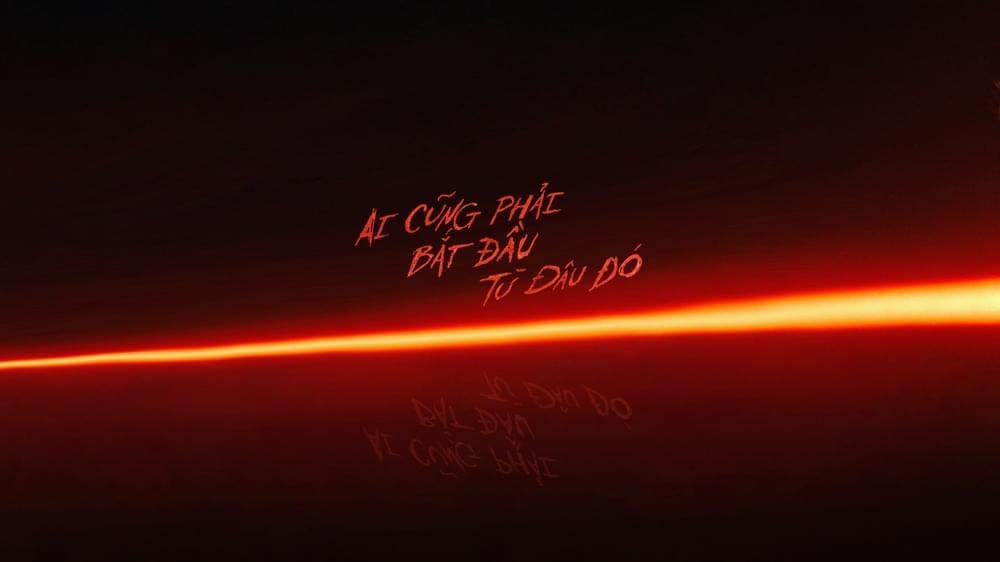 AI CŨNG PHẢI
BẮT ĐẦU
TỪ ĐÂU ĐÓ